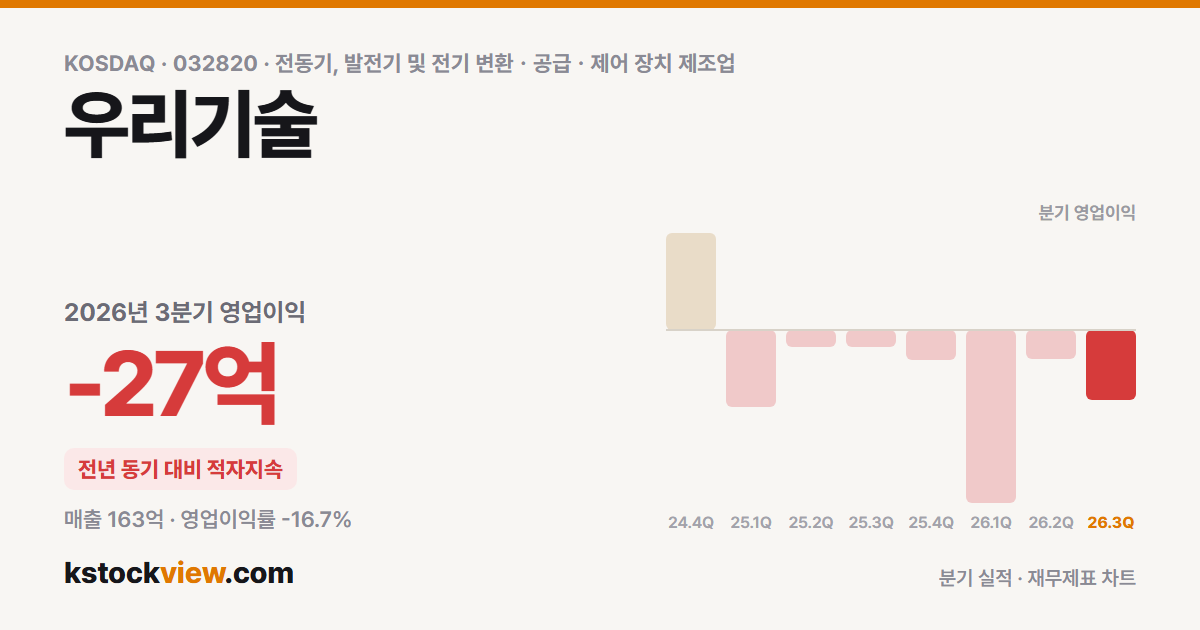 KOSDAQ · 032820 · 전동기, 발전기 및 전기 변환 · 공급 · 제어 장치 제조업
우리기술
분기 영업이익
2026년 3분기 영업이익
-27억
전년 동기 대비 적자지속
매출 163억 · 영업이익률 -16.7%
24.4Q 25.1Q 25.2Q 25.3Q 25.4Q 26.1Q 26.2Q 26.3Q
kstockview.com
분기 실적 · 재무제표 차트